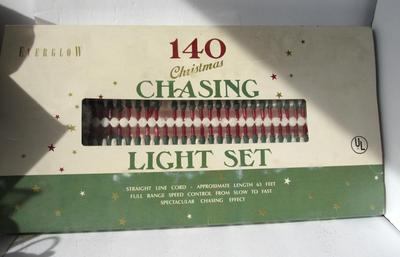 EVERGLOW
140
Christmas
CHASING
LIGHT SET
UL
STRAIGHT LINE CORD - APPROXIMATE LENGTH 65 FEET
FULL RANGE SPEED CONTROL FROM SLOW TO FAST
SPECTACULAR CHASING EFFECT